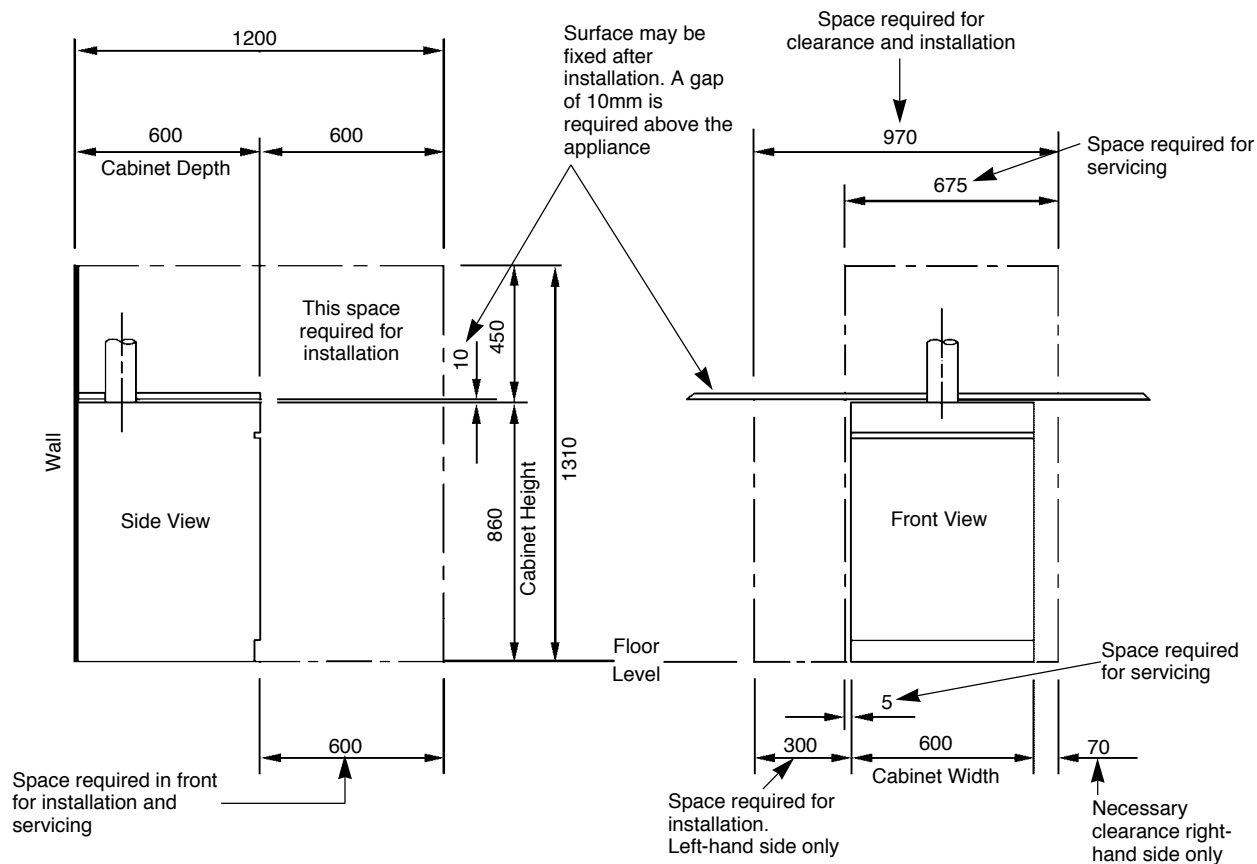 1200
600
600
Cabinet Depth
Surface may be
fixed after
installation. A gap
of 10mm is
required above the
appliance
Space required for
clearance and installation
970
Space required for
servicing
675
This space
required for
installation
10
450
1310
860
Cabinet Height
Wall
Side View
Front View
Floor
Level
Space required
for servicing
5
600
300
600
70
Cabinet Width
Space required in front
for installation and
servicing
Space required for
installation.
Left-hand side only
Necessary
clearance right-
hand side only